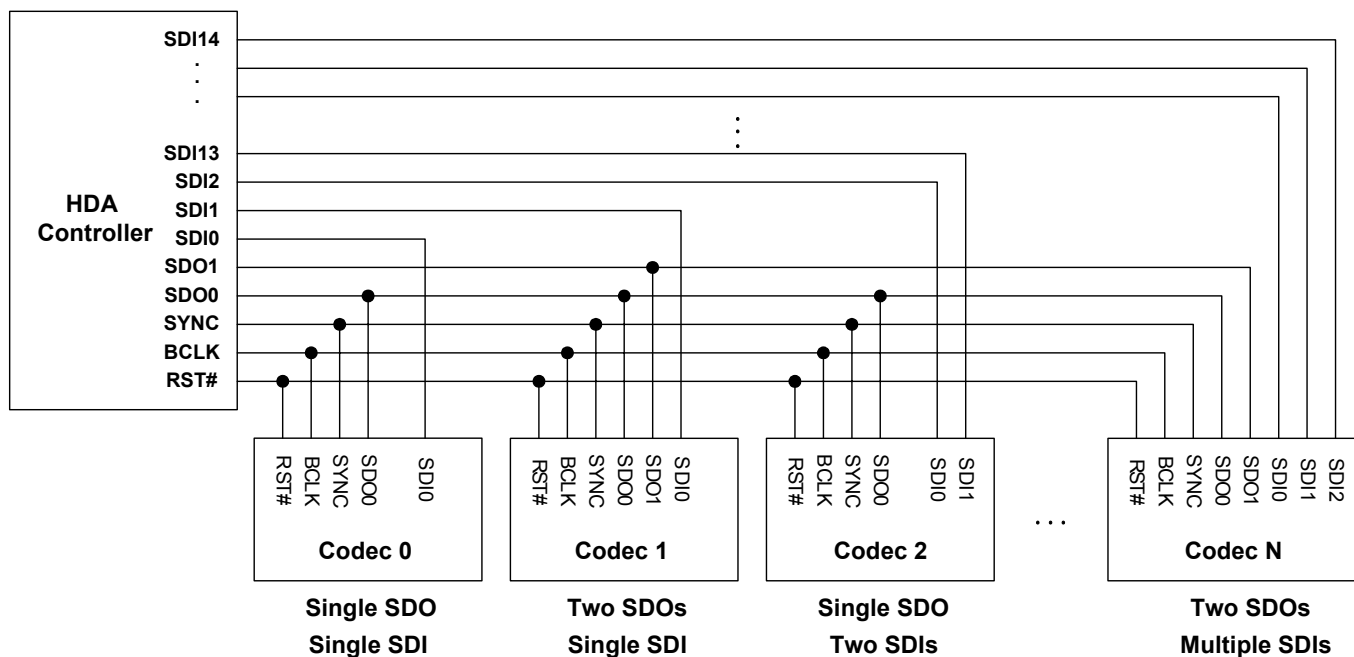 SDI14
.
.
.
SDI13
SDI2
SDI1
SDI0
SDO1
SDO0
SYNC
BCLK
RST#
HDA
Controller
. . .
RST# BCLK SYNC SDO0 SDI0
Codec 0
Single SDO
Single SDI
RST# BCLK SYNC SDO0 SDO1 SDI0
Codec 1
Two SDOs
Single SDI
RST# BCLK SYNC SDO0 SDI0 SDI1
Codec 2
Single SDO
Two SDIs
. . .
RST# BCLK SYNC SDO0 SDO1 SDI0 SDI1 SDI2
Codec N
Two SDOs
Multiple SDIs